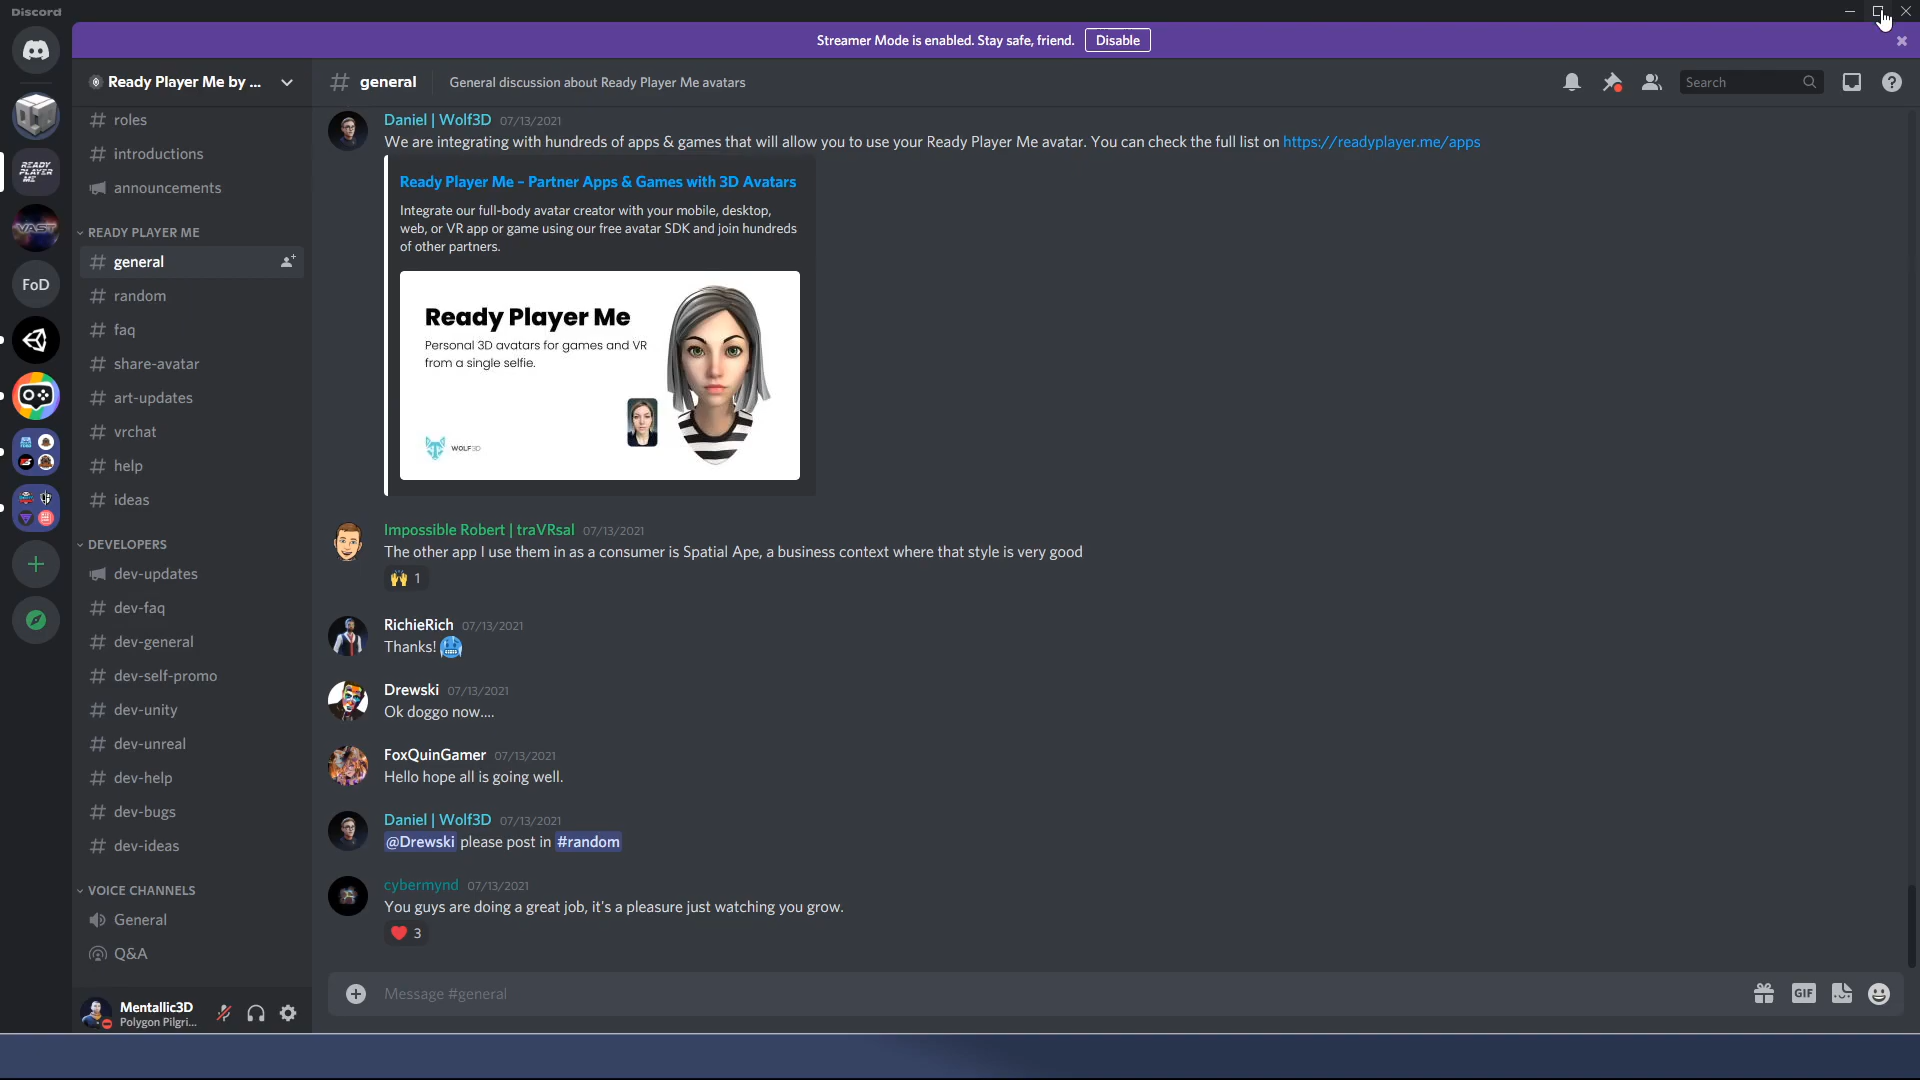 Discord
Streamer Mode is enabled. Stay safe, friend. Disable
Ready Player Me by ...
# general General discussion about Ready Player Me avatars
Search
READY PLAYER ME
VAST
FoD
# roles
# introductions
announcements
READY PLAYER ME
# general
# random
# faq
# share-avatar
# art-updates
# vrchat
# help
# ideas
DEVELOPERS
dev-updates
# dev-faq
# dev-general
# dev-self-promo
# dev-unity
# dev-unreal
# dev-help
# dev-bugs
# dev-ideas
VOICE CHANNELS
General
Q&A
Mentallic3D
Polygon Pilgri...
Daniel | Wolf3D 07/13/2021
We are integrating with hundreds of apps & games that will allow you to use your Ready Player Me avatar. You can check the full list on https://readyplayer.me/apps
Ready Player Me – Partner Apps & Games with 3D Avatars
Integrate our full-body avatar creator with your mobile, desktop,
web, or VR app or game using our free avatar SDK and join hundreds
of other partners.
Ready Player Me
Personal 3D avatars for games and VR
from a single selfie.
WOLF3D
Impossible Robert | traVRsal 07/13/2021
The other app I use them in as a consumer is Spatial Ape, a business context where that style is very good
🙌 1
RichieRich 07/13/2021
Thanks! 🥶
Drewski 07/13/2021
Ok doggo now....
FoxQuinGamer 07/13/2021
Hello hope all is going well.
Daniel | Wolf3D 07/13/2021
@Drewski please post in #random
cybermynd 07/13/2021
You guys are doing a great job, it's a pleasure just watching you grow.
❤️ 3
Message #general
GIF